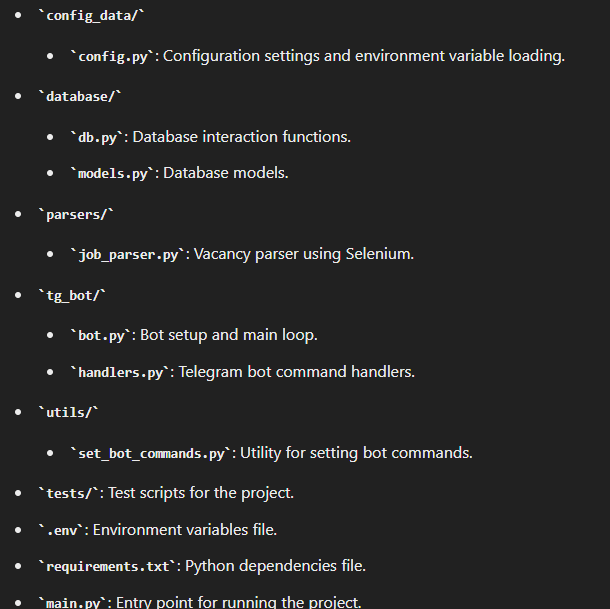 `config_data/`
`config.py`: Configuration settings and environment variable loading.
`database/`
`db.py`: Database interaction functions.
`models.py`: Database models.
`parsers/`
`job_parser.py`: Vacancy parser using Selenium.
`tg_bot/`
`bot.py`: Bot setup and main loop.
`handlers.py`: Telegram bot command handlers.
`utils/`
`set_bot_commands.py`: Utility for setting bot commands.
`tests/`: Test scripts for the project.
`.env`: Environment variables file.
`requirements.txt`: Python dependencies file.
`main.py`: Entry point for running the project.